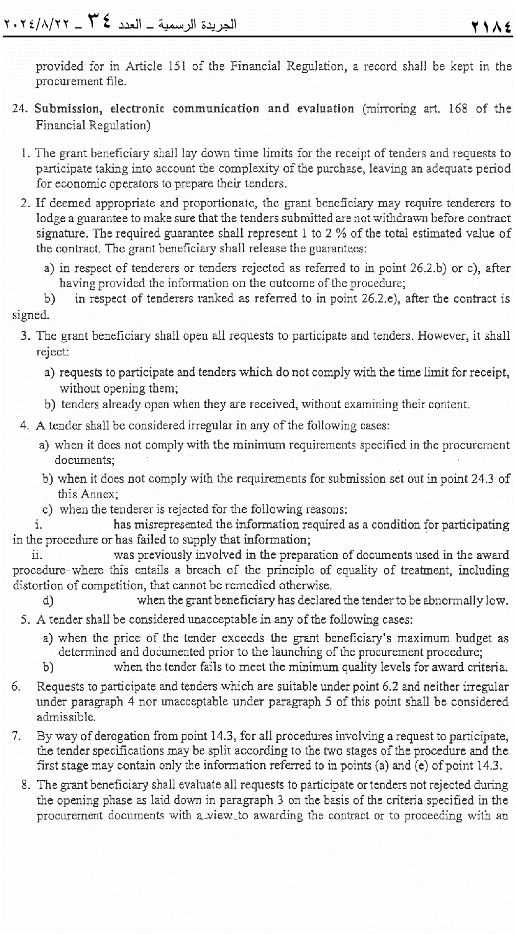 ٢١٨٤ الجريدة الرسمية – العدد ٣٤ – ٢٠٢٤/٨/٢٢
provided for in Article 151 of the Financial Regulation, a record shall be kept in the
procurement file.
24. Submission, electronic communication and evaluation (mirroring art. 168 of the
Financial Regulation)
1. The grant beneficiary shall lay down time limits for the receipt of tenders and requests to
participate taking into account the complexity of the purchase, leaving an adequate period
for economic operators to prepare their tenders.
2. If deemed appropriate and proportionate, the grant beneficiary may require tenderers to
lodge a guarantee to make sure that the tenders submitted are not withdrawn before contract
signature. The required guarantee shall represent 1 to 2 % of the total estimated value of
the contract. The grant beneficiary shall release the guarantees:
a) in respect of tenderers or tenders rejected as referred to in point 26.2.b) or c), after
having provided the information on the outcome of the procedure;
b) in respect of tenderers ranked as referred to in point 26.2.e), after the contract is
signed.
3. The grant beneficiary shall open all requests to participate and tenders. However, it shall
reject:
a) requests to participate and tenders which do not comply with the time limit for receipt,
without opening them;
b) tenders already open when they are received, without examining their content.
4. A tender shall be considered irregular in any of the following cases:
a) when it does not comply with the minimum requirements specified in the procurement
documents;
b) when it does not comply with the requirements for submission set out in point 24.3 of
this Annex;
c) when the tenderer is rejected for the following reasons:
i. has misrepresented the information required as a condition for participating
in the procedure or has failed to supply that information;
ii. was previously involved in the preparation of documents used in the award
procedure where this entails a breach of the principle of equality of treatment, including
distortion of competition, that cannot be remedied otherwise.
d) when the grant beneficiary has declared the tender to be abnormally low.
5. A tender shall be considered unacceptable in any of the following cases:
a) when the price of the tender exceeds the grant beneficiary's maximum budget as
determined and documented prior to the launching of the procurement procedure;
b) when the tender fails to meet the minimum quality levels for award criteria.
6. Requests to participate and tenders which are suitable under point 6.2 and neither irregular
under paragraph 4 nor unacceptable under paragraph 5 of this point shall be considered
admissible.
7. By way of derogation from point 14.3, for all procedures involving a request to participate,
the tender specifications may be split according to the two stages of the procedure and the
first stage may contain only the information referred to in points (a) and (e) of point 14.3.
8. The grant beneficiary shall evaluate all requests to participate or tenders not rejected during
the opening phase as laid down in paragraph 3 on the basis of the criteria specified in the
procurement documents with a view to awarding the contract or to proceeding with an